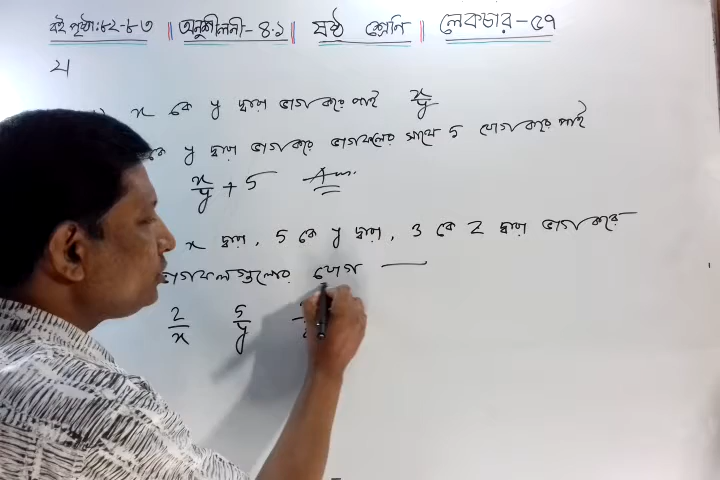 বই পৃষ্ঠা:৮২-৮৩ || অনুশীলনী-৪.১ || ষষ্ঠ শ্রেণি | লেকচার-৫৭
২।
x কে y দ্বারা ভাগ করে পাই x/y
কে y দ্বারা ভাগ করে ভাগফলের সাথে 5 যোগ করে পাই
x/y + 5 Ans.
x দ্বারা, 5 কে y দ্বারা, 3 কে z দ্বারা ভাগ করে
ভাগফলগুলোর যোগ —
2/x 5/y